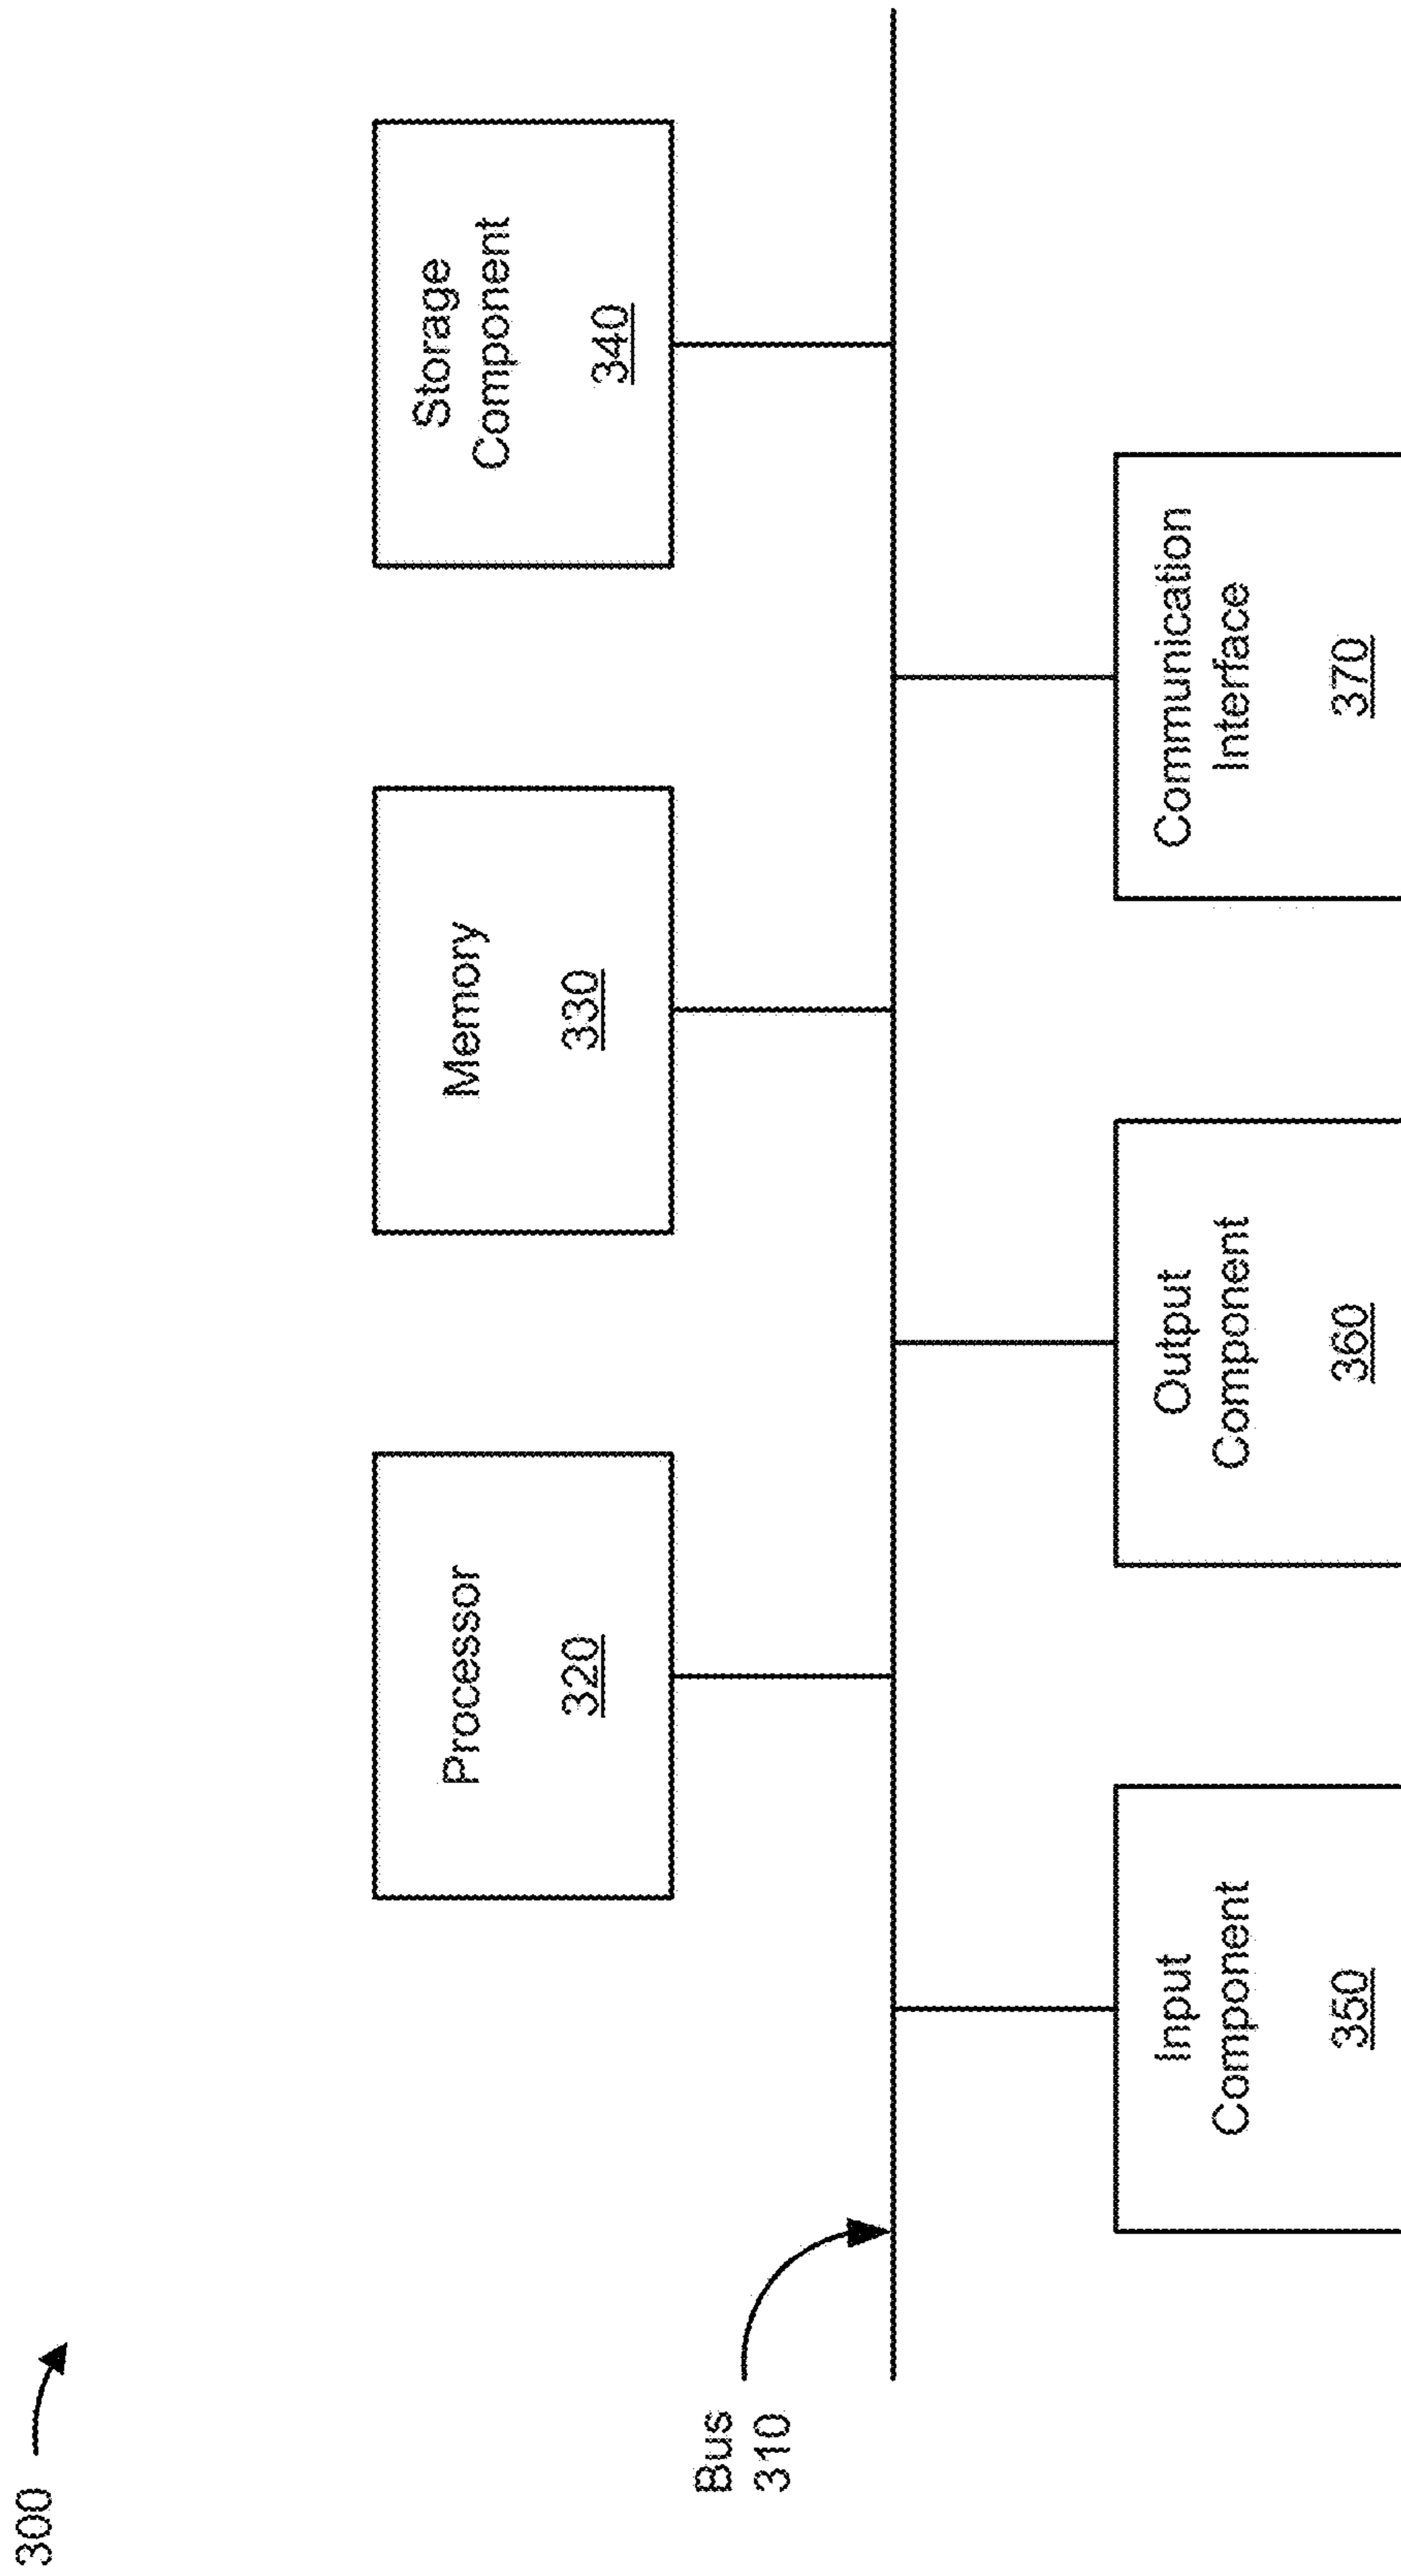 300
Processor
320
Memory
330
Storage
Component
340
Bus
310
Input
Component
350
Output
Component
360
Communication
Interface
370